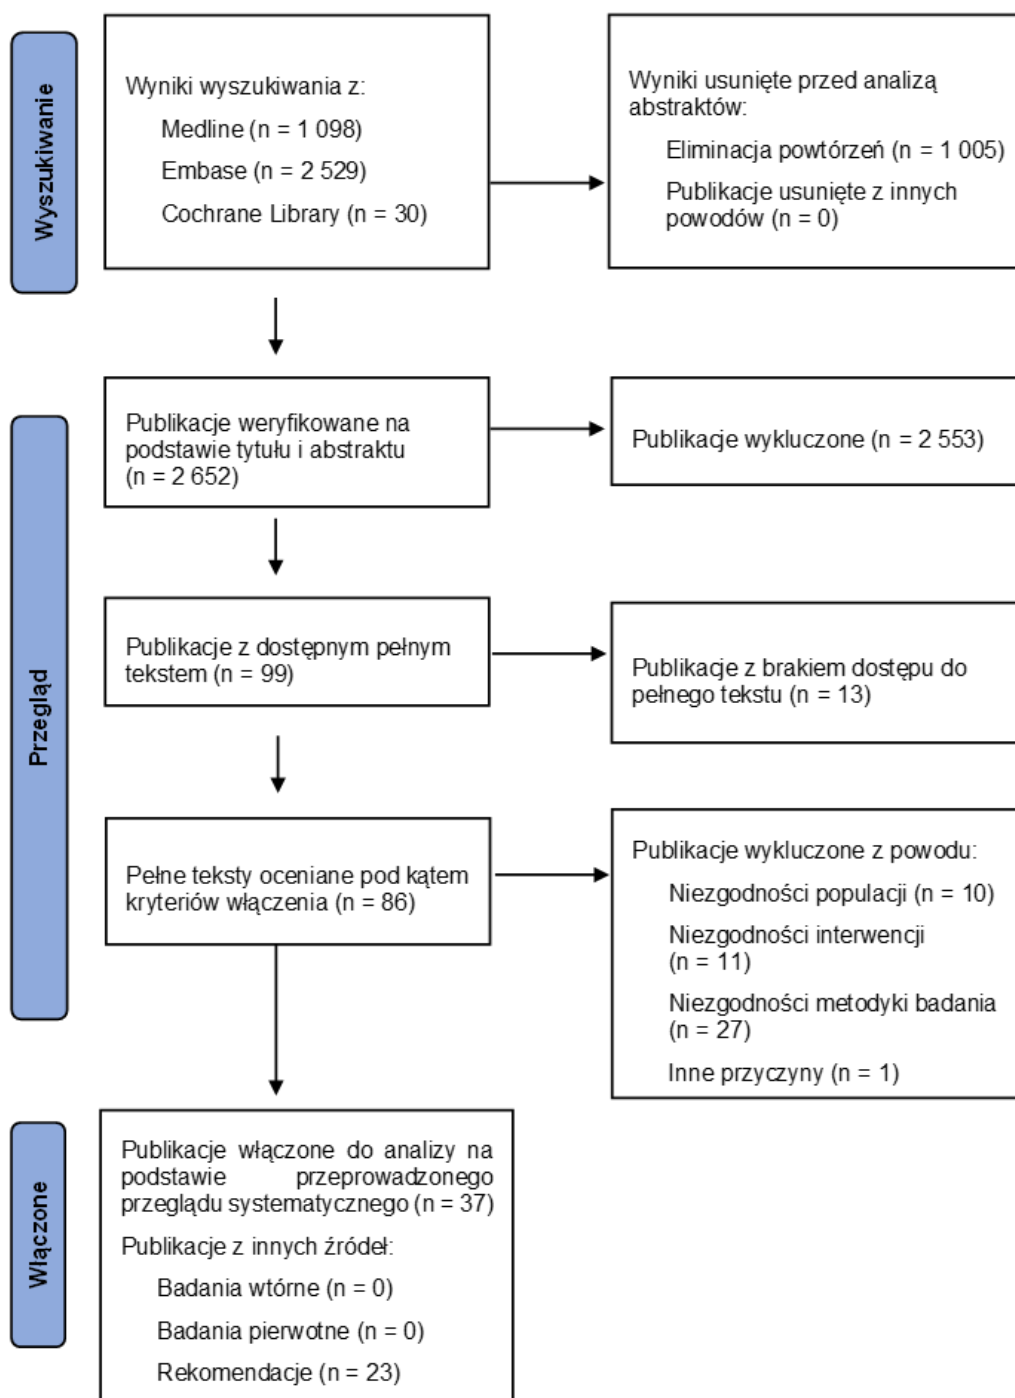 Wyszukiwanie
Wyniki wyszukiwania z:
Medline (n = 1 098)
Embase (n = 2 529)
Cochrane Library (n = 30)
Wyniki usunięte przed analizą
abstraktów:
Eliminacja powtórzeń (n = 1 005)
Publikacje usunięte z innych
powodów (n = 0)
Przegląd
Publikacje weryfikowane na
podstawie tytułu i abstraktu
(n = 2 652)
Publikacje wykluczone (n = 2 553)
Publikacje z dostępnym pełnym
tekstem (n = 99)
Publikacje z brakiem dostępu do
pełnego tekstu (n = 13)
Pełne teksty oceniane pod kątem
kryteriów włączenia (n = 86)
Publikacje wykluczone z powodu:
Niezgodności populacji (n = 10)
Niezgodności interwencji
(n = 11)
Niezgodności metodyki badania
(n = 27)
Inne przyczyny (n = 1)
Włączone
Publikacje włączone do analizy na
podstawie przeprowadzonego
przeglądu systematycznego (n = 37)
Publikacje z innych źródeł:
Badania wtórne (n = 0)
Badania pierwotne (n = 0)
Rekomendacje (n = 23)